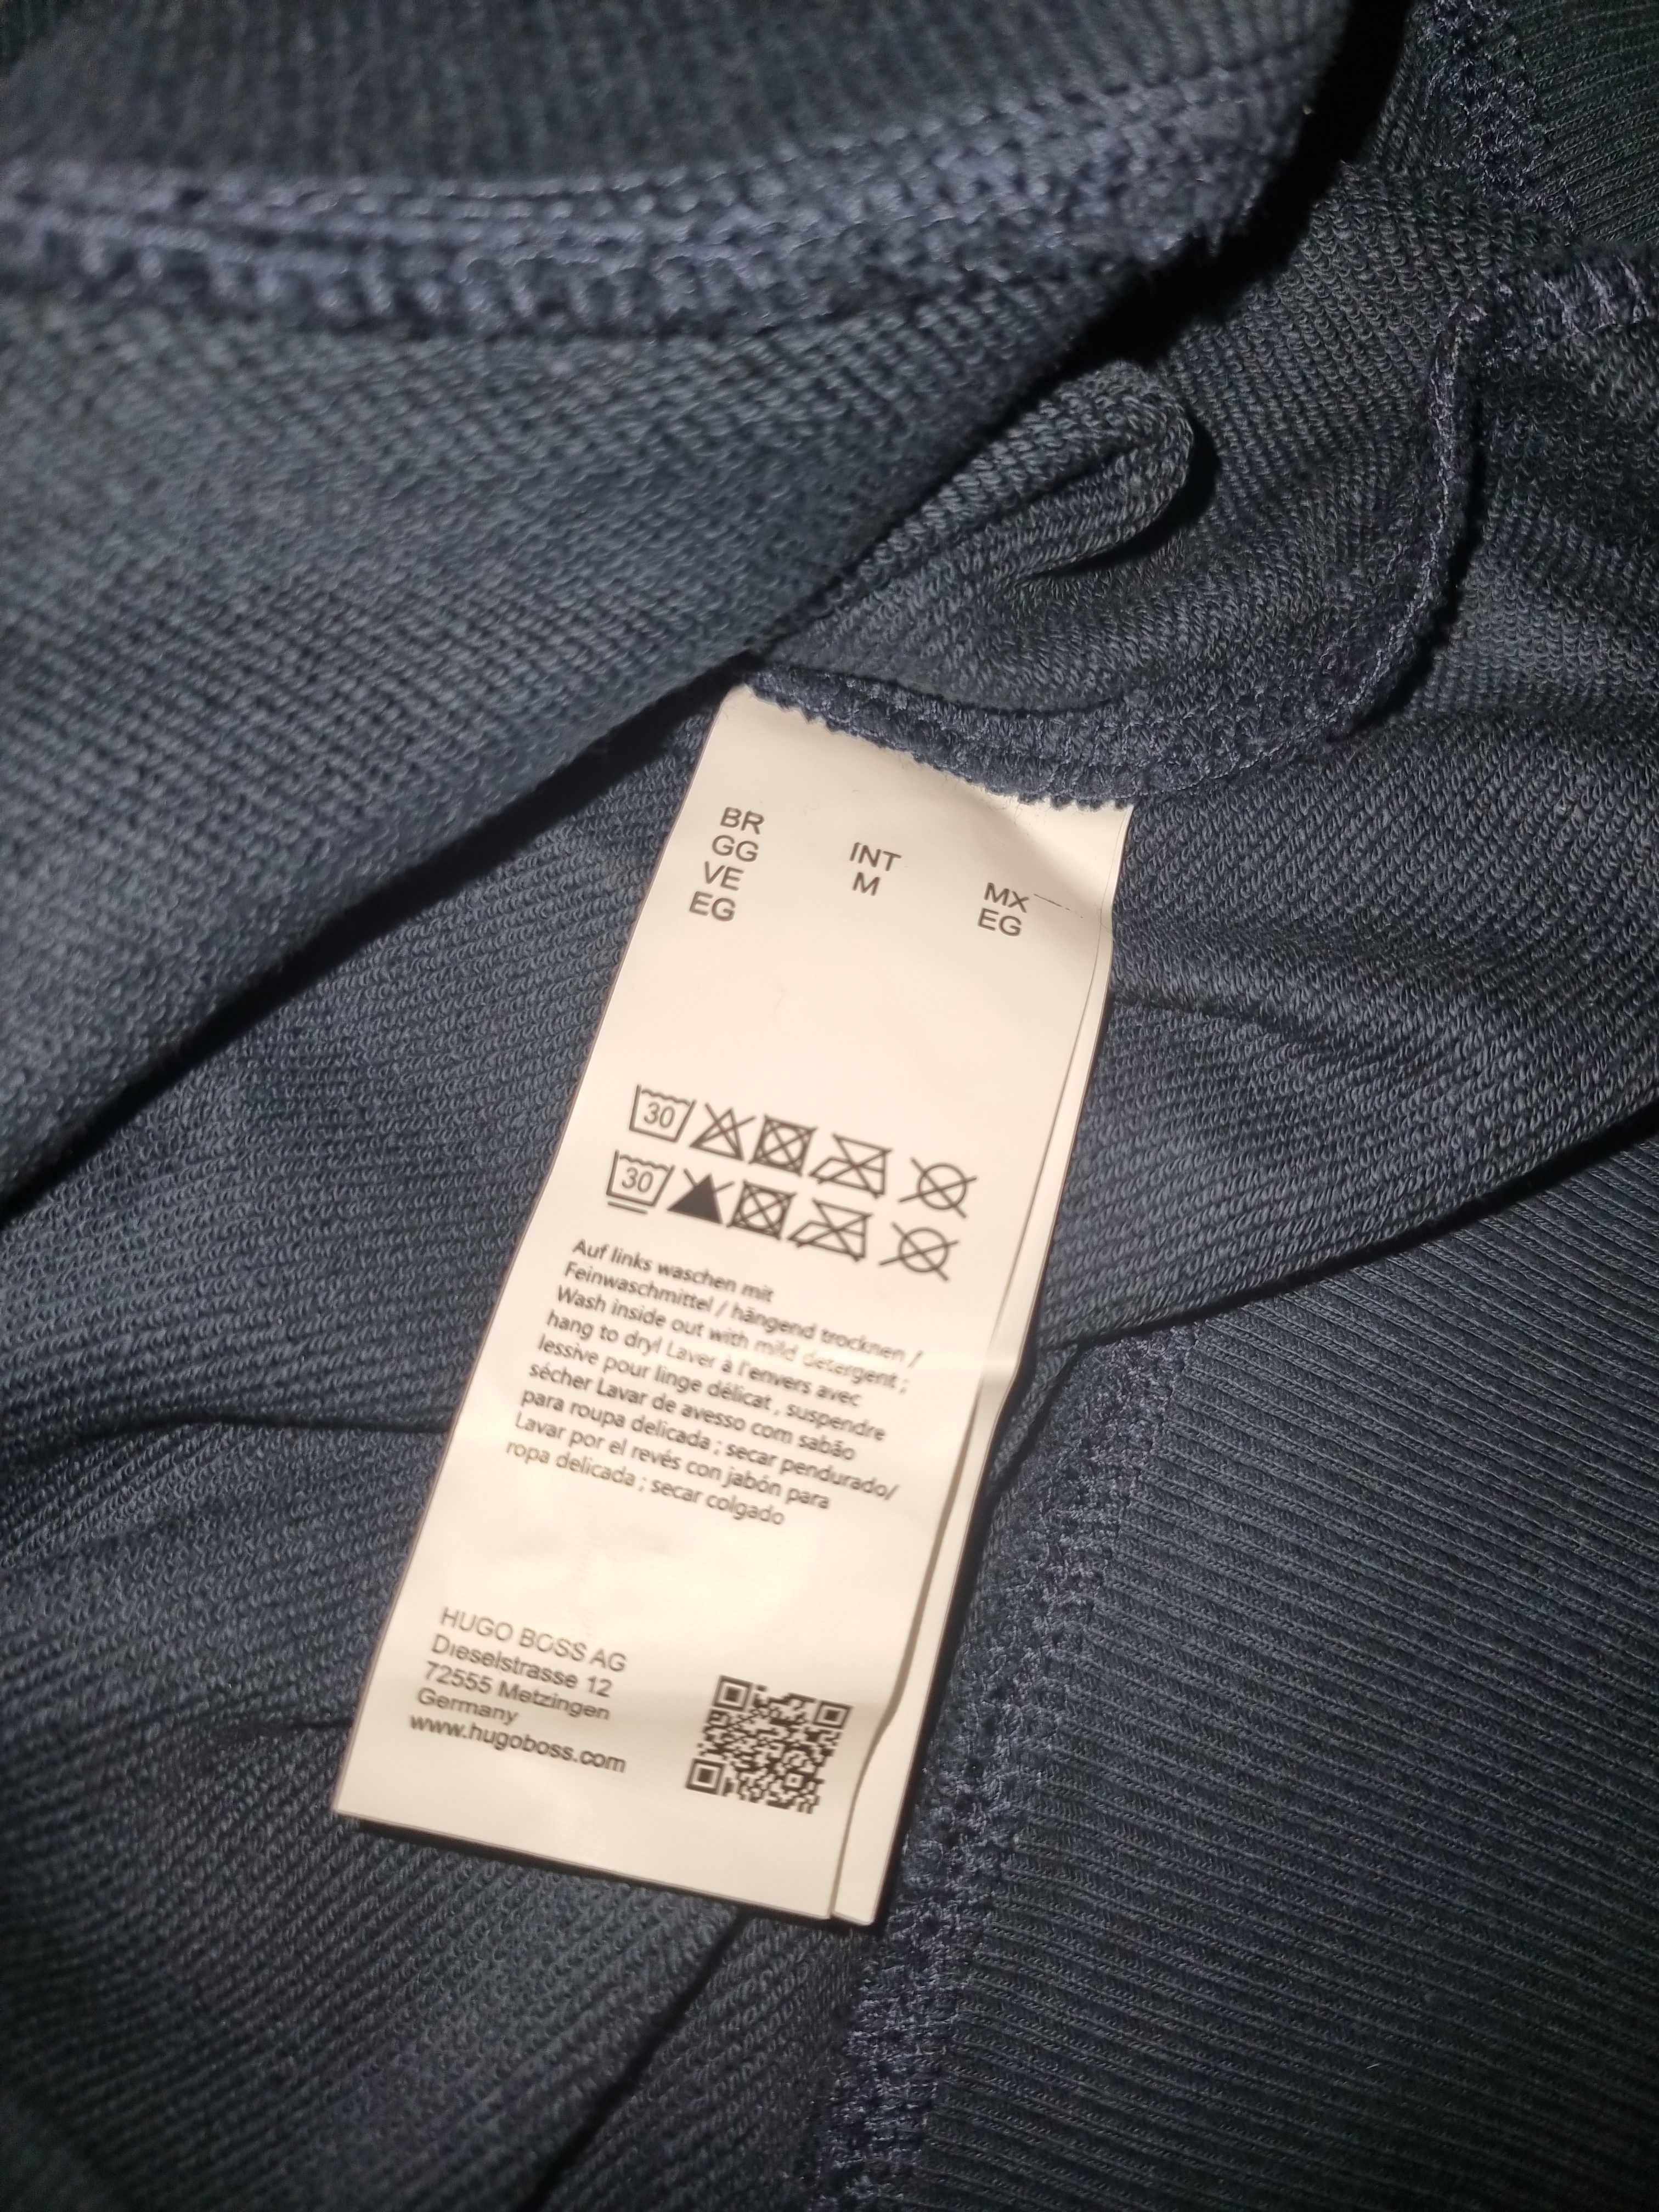 BR
GG
VE
EG
INT
M
MX
EG
30
30
Auf links waschen mit
Feinwaschmittel / hängend trocknen /
Wash inside out with mild detergent ;
hang to dry/ Laver à l'envers avec
lessive pour linge délicat , suspendre
sécher Lavar de avesso com sabão
para roupa delicada ; secar pendurado/
Lavar por el revés con jabón para
ropa delicada ; secar colgado
HUGO BOSS AG
Dieselstrasse 12
72555 Metzingen
Germany
www.hugoboss.com